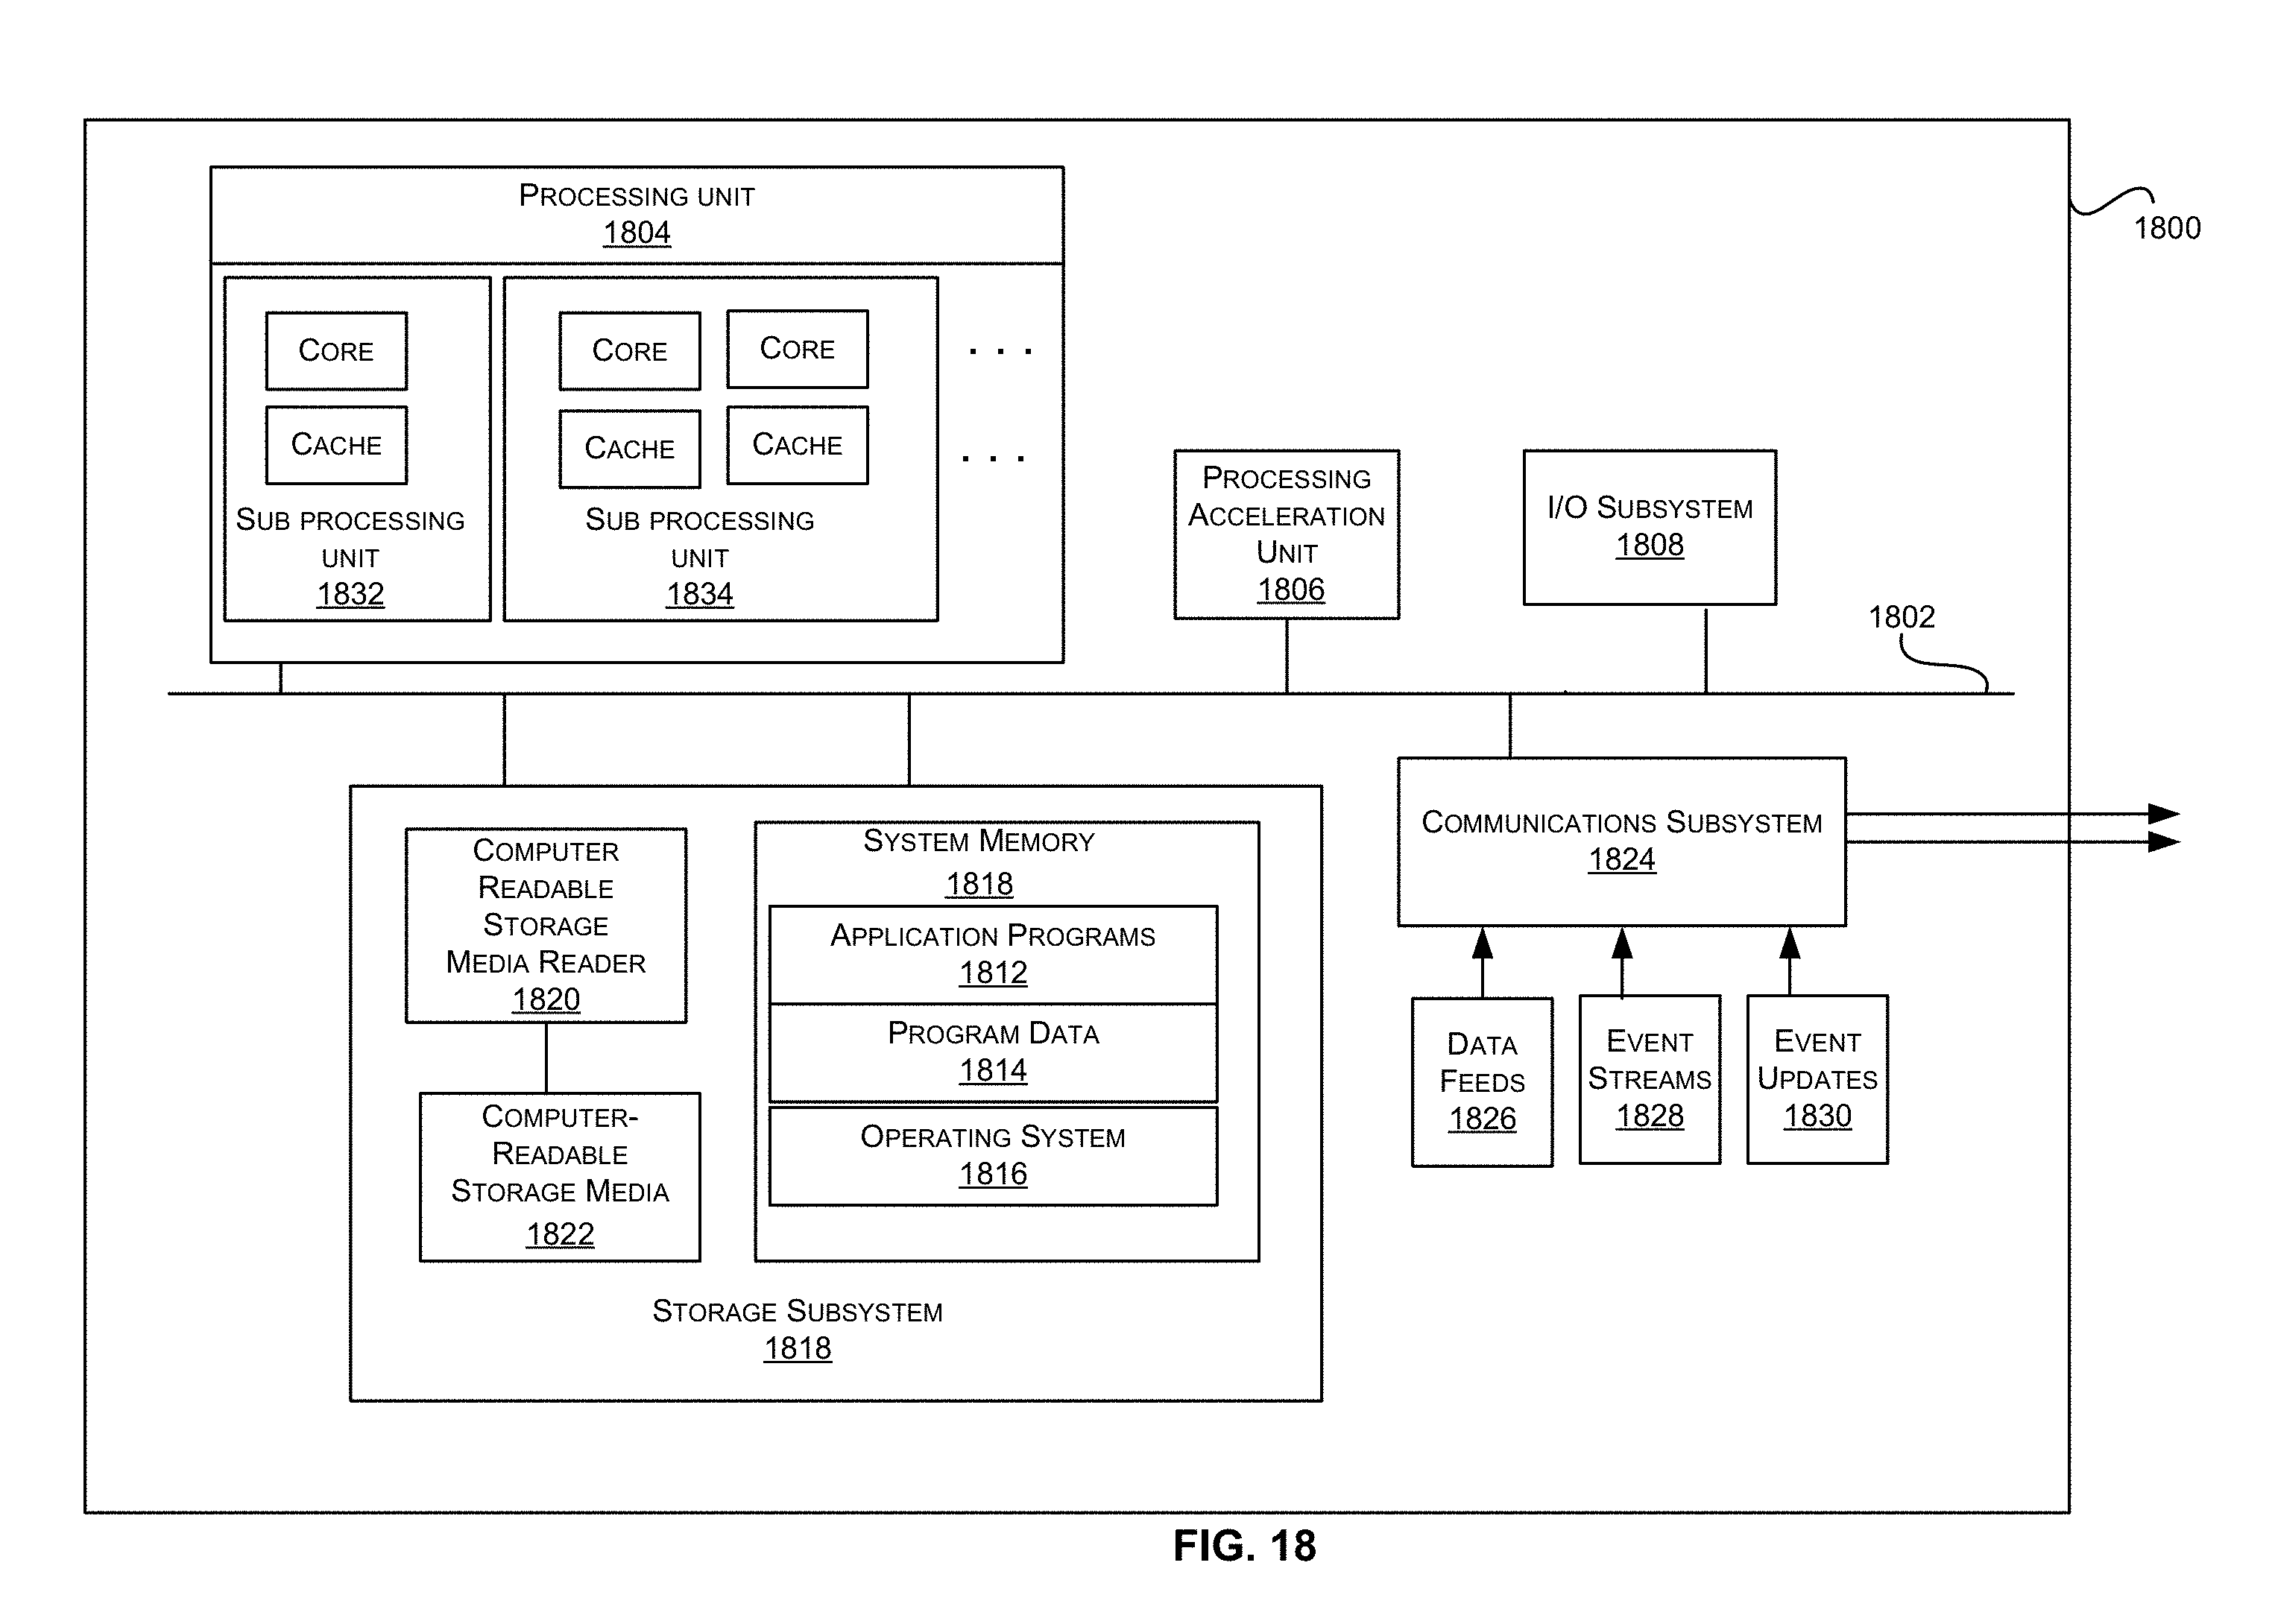 PROCESSING UNIT
1804
1800
CORE
CORE
CORE
. . .
CACHE
CACHE
CACHE
. . .
SUB PROCESSING
UNIT
1832
SUB PROCESSING
UNIT
1834
PROCESSING
ACCELERATION
UNIT
1806
I/O SUBSYSTEM
1808
1802
COMPUTER
READABLE
STORAGE
MEDIA READER
1820
COMPUTER-
READABLE
STORAGE MEDIA
1822
SYSTEM MEMORY
1818
APPLICATION PROGRAMS
1812
PROGRAM DATA
1814
OPERATING SYSTEM
1816
STORAGE SUBSYSTEM
1818
COMMUNICATIONS SUBSYSTEM
1824
DATA
FEEDS
1826
EVENT
STREAMS
1828
EVENT
UPDATES
1830
FIG. 18